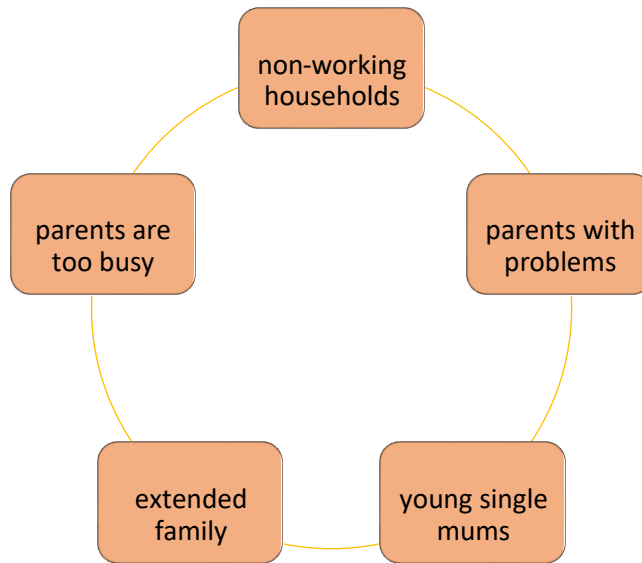 non-working
households
parents with
problems
young single
mums
extended
family
parents are
too busy